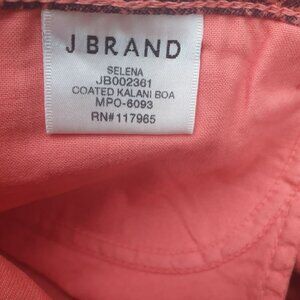 J BRAND
SELENA
JB002361
COATED KALANI BOA
MPO-6093
RN#117965